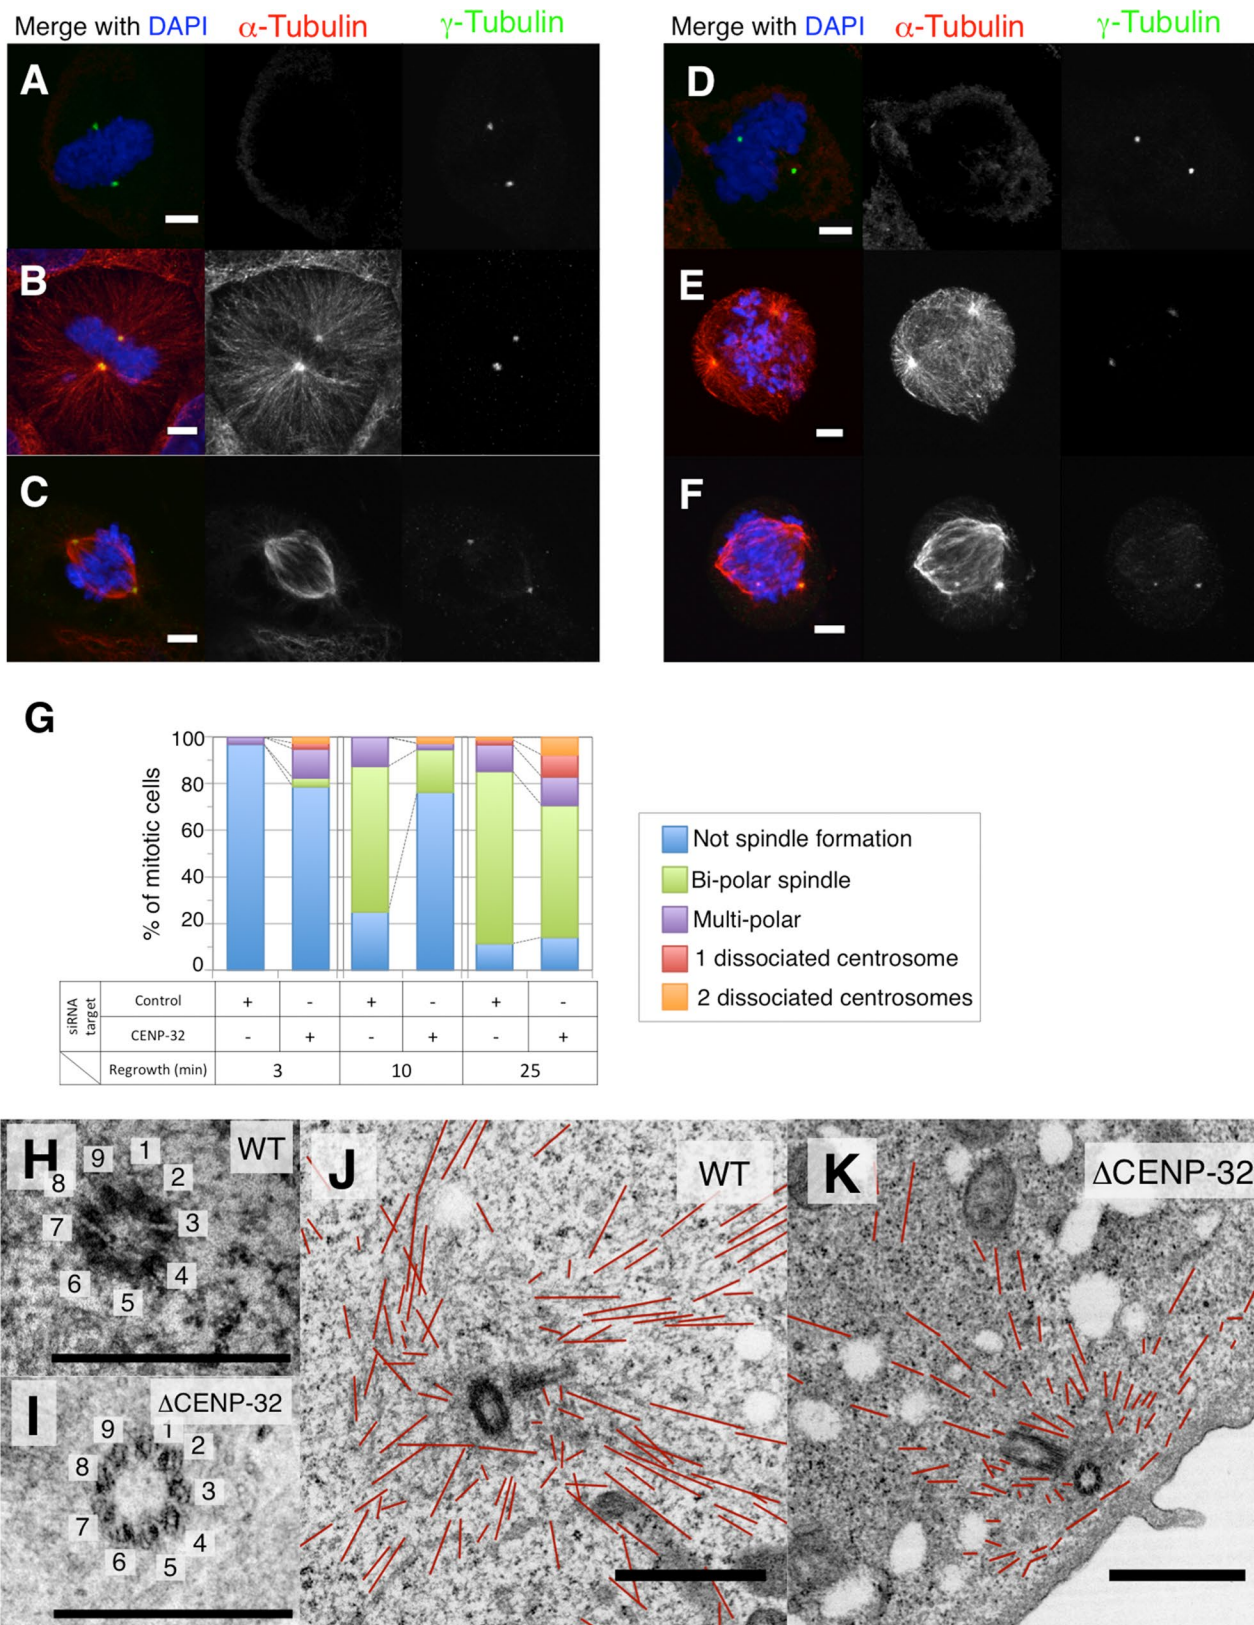 Merge with DAPI α-Tubulin γ-Tubulin
Merge with DAPI α-Tubulin γ-Tubulin
A
D
B
E
C
F
G
% of mitotic cells
100
80
60
40
20
0
Not spindle formation
Bi-polar spindle
Multi-polar
1 dissociated centrosome
2 dissociated centrosomes
siRNA target
Control + - + - + -
CENP-32 - + - + - +
Regrowth (min) 3 10 25
H
WT
1
2
3
4
5
6
7
8
9
I
ΔCENP-32
1
2
3
4
5
6
7
8
9
J
WT
K
ΔCENP-32